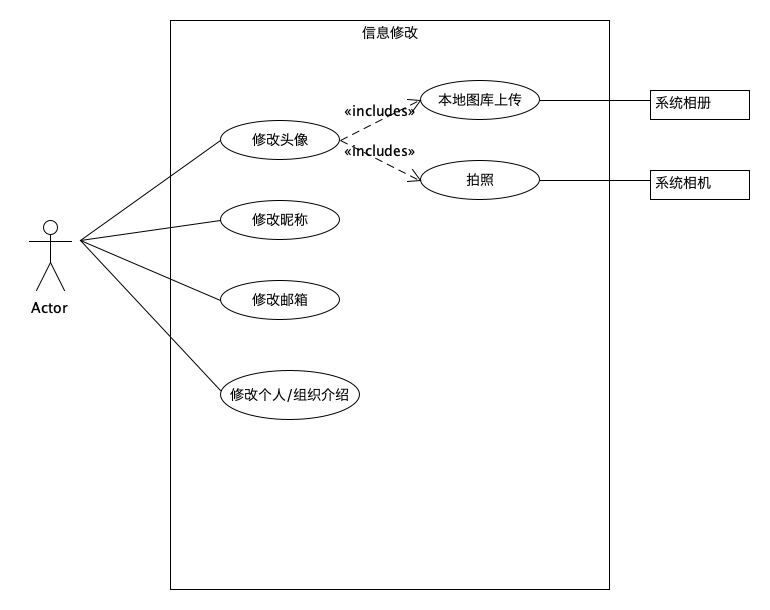 信息修改
本地图库上传
系统相册
«includes»
修改头像
«includes»
拍照
系统相机
修改昵称
修改邮箱
Actor
修改个人/组织介绍